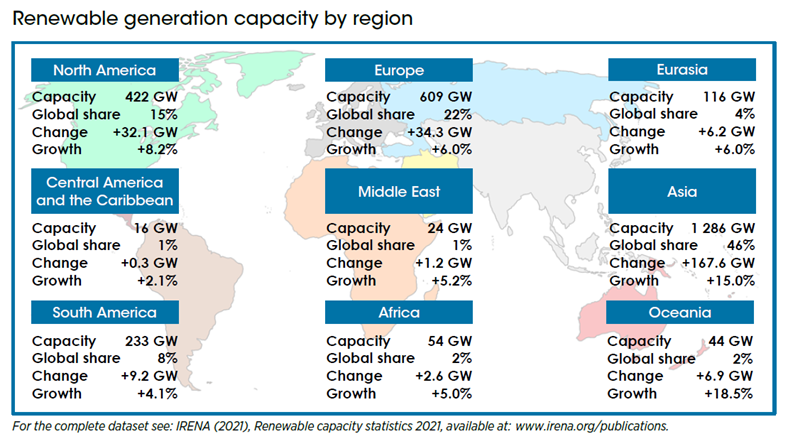 Renewable generation capacity by region
North America
Capacity 422 GW
Global share 15%
Change +32.1 GW
Growth +8.2%
Europe
Capacity 609 GW
Global share 22%
Change +34.3 GW
Growth +6.0%
Eurasia
Capacity 116 GW
Global share 4%
Change +6.2 GW
Growth +6.0%
Central America
and the Caribbean
Capacity 16 GW
Global share 1%
Change +0.3 GW
Growth +2.1%
Middle East
Capacity 24 GW
Global share 1%
Change +1.2 GW
Growth +5.2%
Asia
Capacity 1 286 GW
Global share 46%
Change +167.6 GW
Growth +15.0%
South America
Capacity 233 GW
Global share 8%
Change +9.2 GW
Growth +4.1%
Africa
Capacity 54 GW
Global share 2%
Change +2.6 GW
Growth +5.0%
Oceania
Capacity 44 GW
Global share 2%
Change +6.9 GW
Growth +18.5%
For the complete dataset see: IRENA (2021), Renewable capacity statistics 2021, available at: www.irena.org/publications.